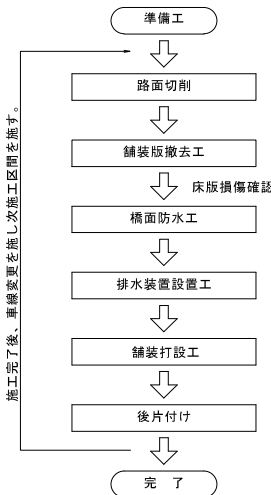 準備工
路面切削
舗装版撤去工
床版損傷確認
橋面防水工
排水装置設置工
舗装打設工
後片付け
完　了
施工完了後、車線変更を施し次施工区間を施す。